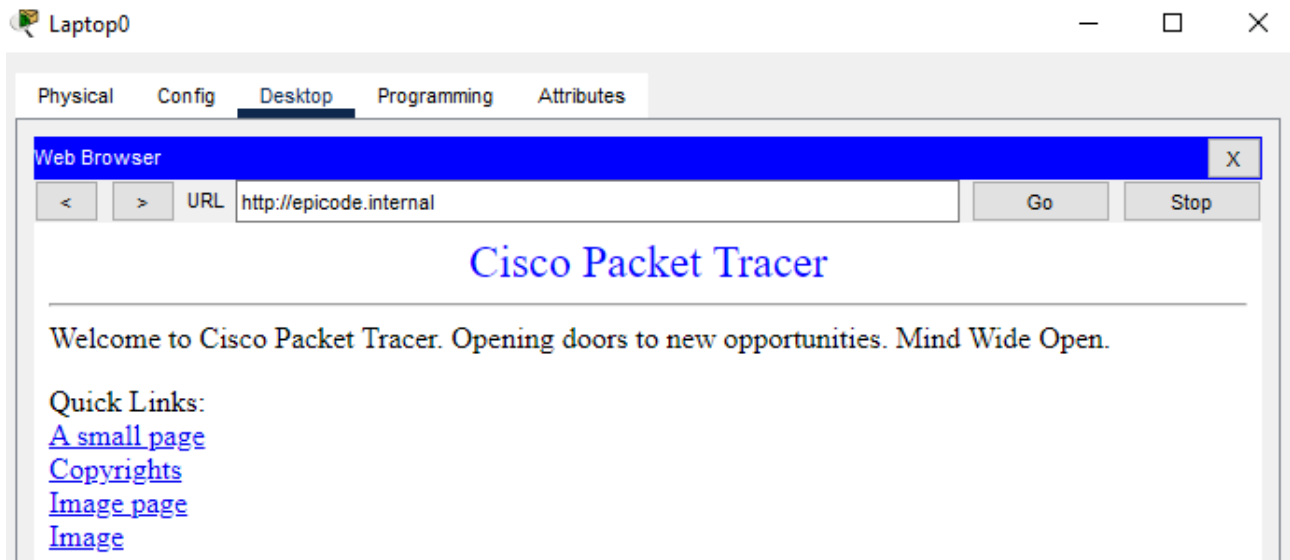 Laptop0
Physical Config Desktop Programming Attributes
Web Browser X
< > URL http://epicode.internal Go Stop
Cisco Packet Tracer
Welcome to Cisco Packet Tracer. Opening doors to new opportunities. Mind Wide Open.
Quick Links:
A small page
Copyrights
Image page
Image